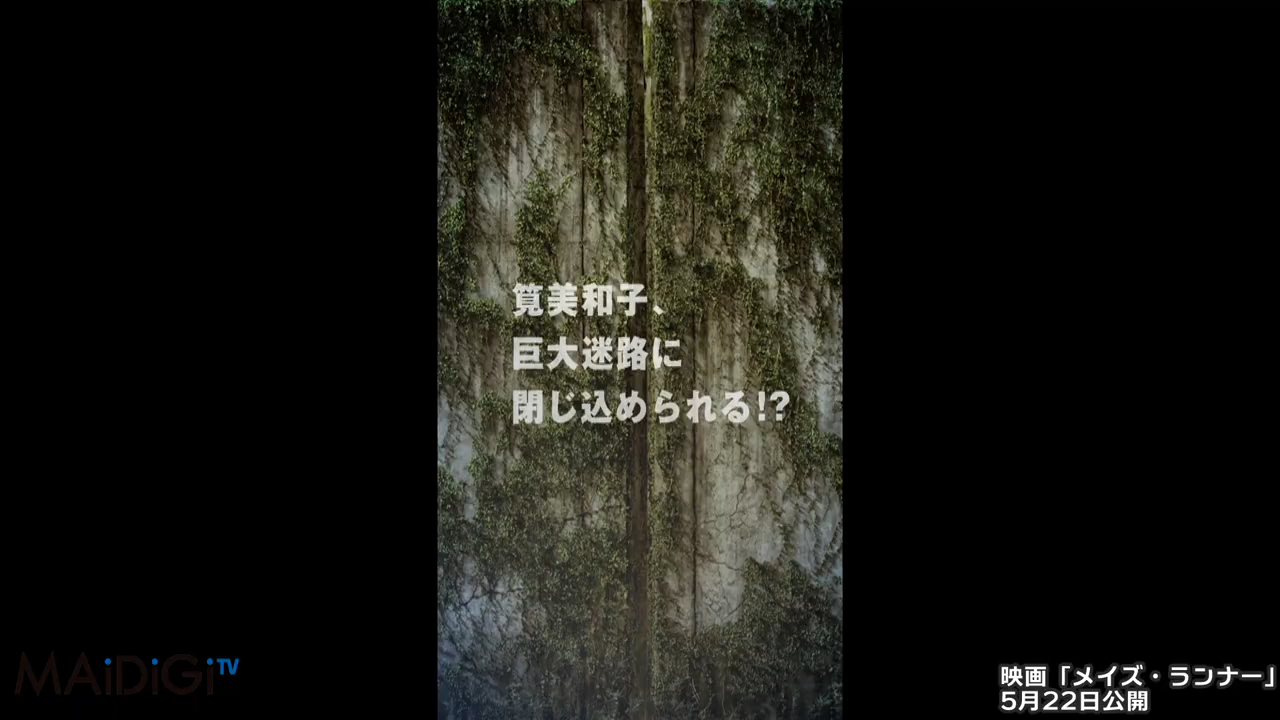 筧美和子、
巨大迷路に
閉じ込められる!?
MAiDiGiTV
映画「メイズ・ランナー」
5月22日公開